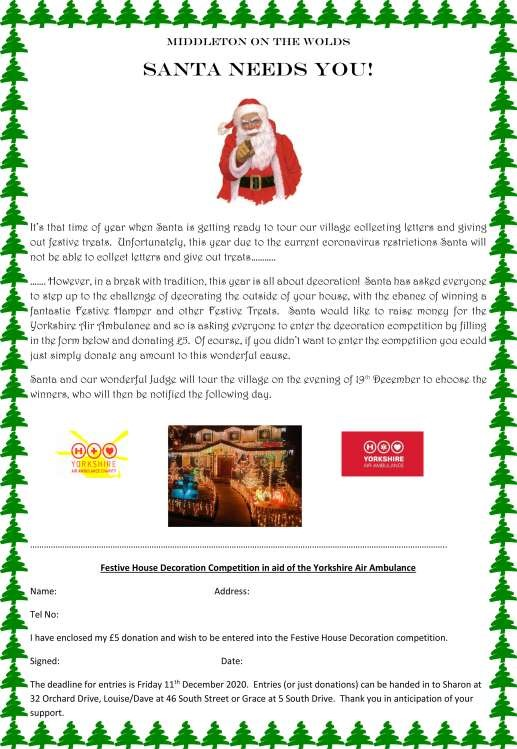 MIDDLETON ON THE WOLDS
SANTA NEEDS YOU!
It's that time of year when Santa is getting ready to tour our village collecting letters and giving
out festive treats. Unfortunately, this year due to the current coronavirus restrictions Santa will
not be able to collect letters and give out treats...........
....... However, in a break with tradition, this year is all about decoration! Santa has asked everyone
to step up to the challenge of decorating the outside of your house, with the chance of winning a
fantastic Festive Hamper and other Festive Treats. Santa would like to raise money for the
Yorkshire Air Ambulance and so is asking everyone to enter the decoration competition by filling
in the form below and donating £5. Of course, if you didn't want to enter the competition you could
just simply donate any amount to this wonderful cause.
Santa and our wonderful Judge will tour the village on the evening of 19th December to choose the
winners, who will then be notified the following day.
YORKSHIRE
AIR AMBULANCE CHARITY
YORKSHIRE
AIR AMBULANCE
Festive House Decoration Competition in aid of the Yorkshire Air Ambulance
Name: Address:
Tel No:
I have enclosed my £5 donation and wish to be entered into the Festive House Decoration competition.
Signed: Date:
The deadline for entries is Friday 11th December 2020. Entries (or just donations) can be handed in to Sharon at
32 Orchard Drive, Louise/Dave at 46 South Street or Grace at 5 South Drive. Thank you in anticipation of your
support.